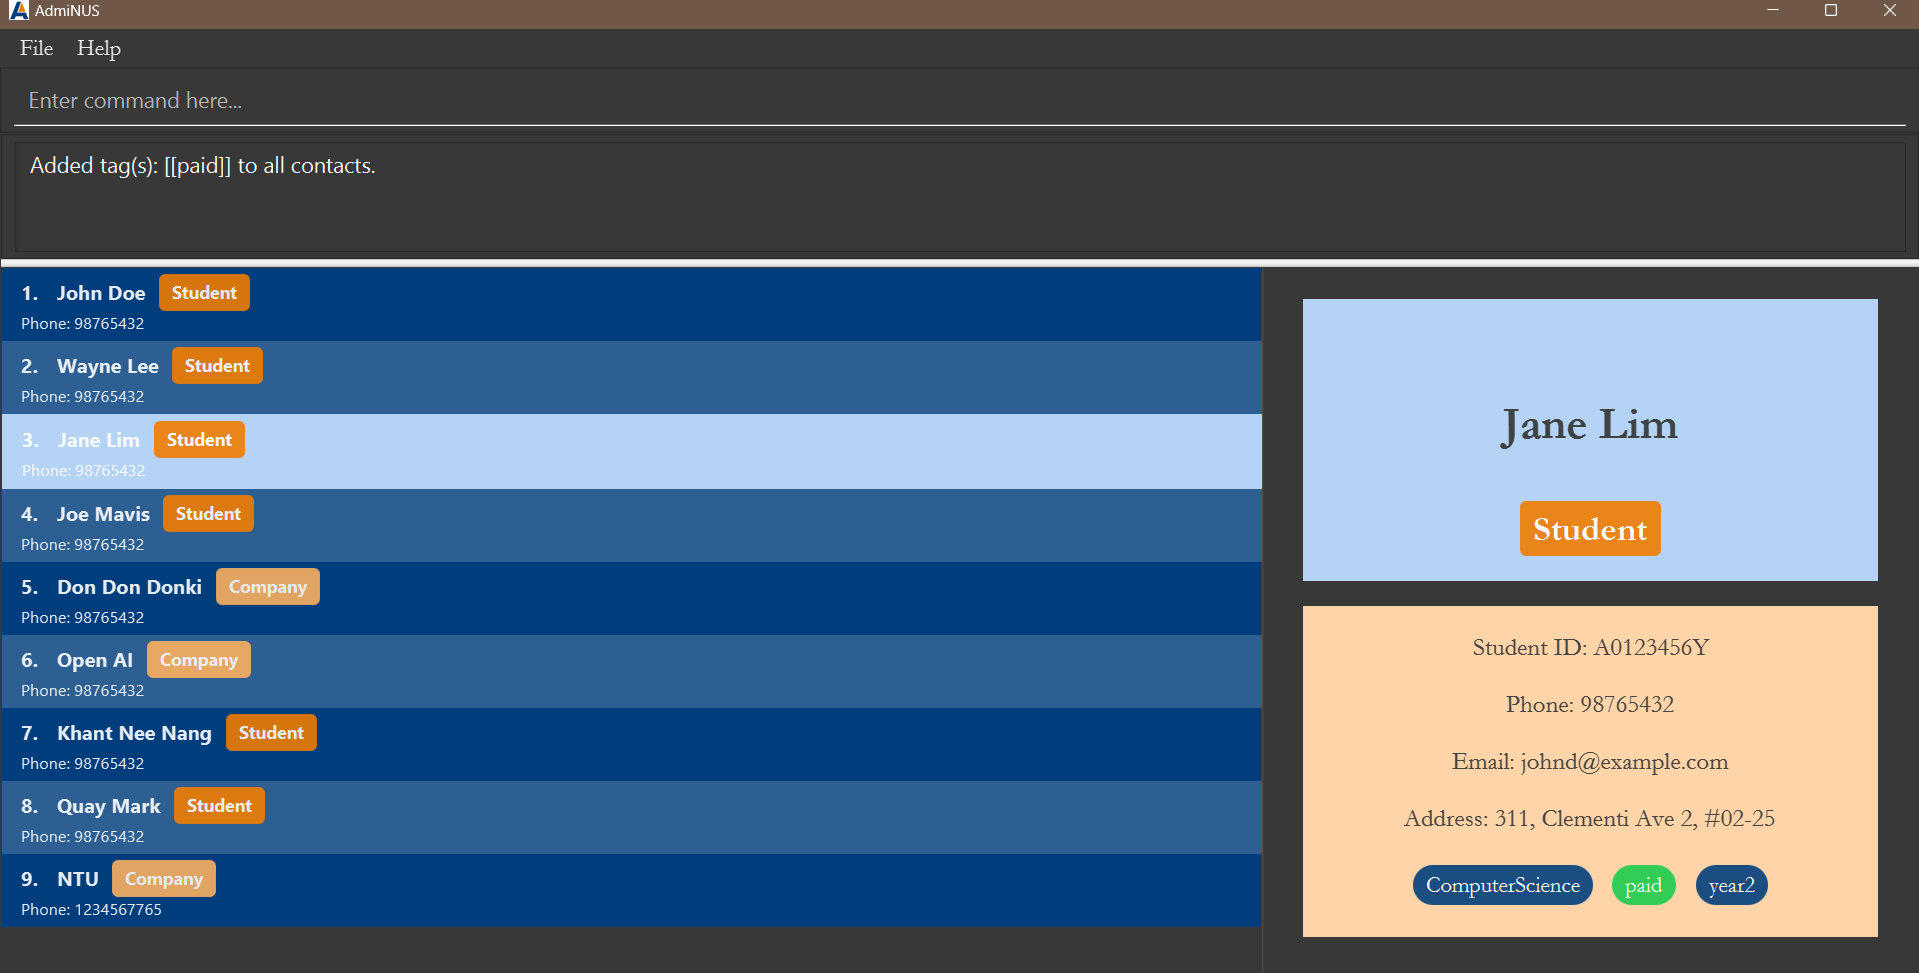 AdmiNUS
File Help
Enter command here...
Added tag(s): [[paid]] to all contacts.
1. John Doe Student
Phone: 98765432
2. Wayne Lee Student
Phone: 98765432
3. Jane Lim Student
Phone: 98765432
4. Joe Mavis Student
Phone: 98765432
5. Don Don Donki Company
Phone: 98765432
6. Open AI Company
Phone: 98765432
7. Khant Nee Nang Student
Phone: 98765432
8. Quay Mark Student
Phone: 98765432
9. NTU Company
Phone: 1234567765
Jane Lim
Student
Student ID: A0123456Y
Phone: 98765432
Email: johnd@example.com
Address: 311, Clementi Ave 2, #02-25
ComputerScience paid year2